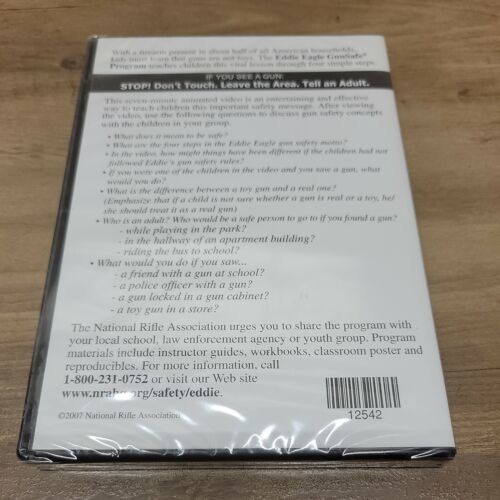 With a firearm present in about half of all American households,
kids must learn that guns are not toys. The Eddie Eagle GunSafe®
Program teaches children this vital lesson through four simple steps.
IF YOU SEE A GUN:
STOP! Don't Touch. Leave the Area. Tell an Adult.
This seven-minute animated video is an entertaining and effective
way to teach children this important safety message. After viewing
the video, use the following questions to discuss gun safety concepts
with the children in your group.
• What does it mean to be safe?
• What are the four steps in the Eddie Eagle gun safety motto?
• In the video, how might things have been different if the children had not
followed Eddie's gun safety rules?
• If you were one of the children in the video and you saw a gun, what
would you do?
• What is the difference between a toy gun and a real one?
(Emphasize that if a child is not sure whether a gun is real or a toy, he/
she should treat it as a real gun)
• Who is an adult? Who would be a safe person to go to if you found a gun?
- while playing in the park?
- in the hallway of an apartment building?
- riding the bus to school?
• What would you do if you saw...
- a friend with a gun at school?
- a police officer with a gun?
- a gun locked in a gun cabinet?
- a toy gun in a store?
The National Rifle Association urges you to share the program with
your local school, law enforcement agency or youth group. Program
materials include instructor guides, workbooks, classroom poster and
reproducibles. For more information, call
1-800-231-0752 or visit our Web site
www.nrahq.org/safety/eddie.
©2007 National Rifle Association
12542